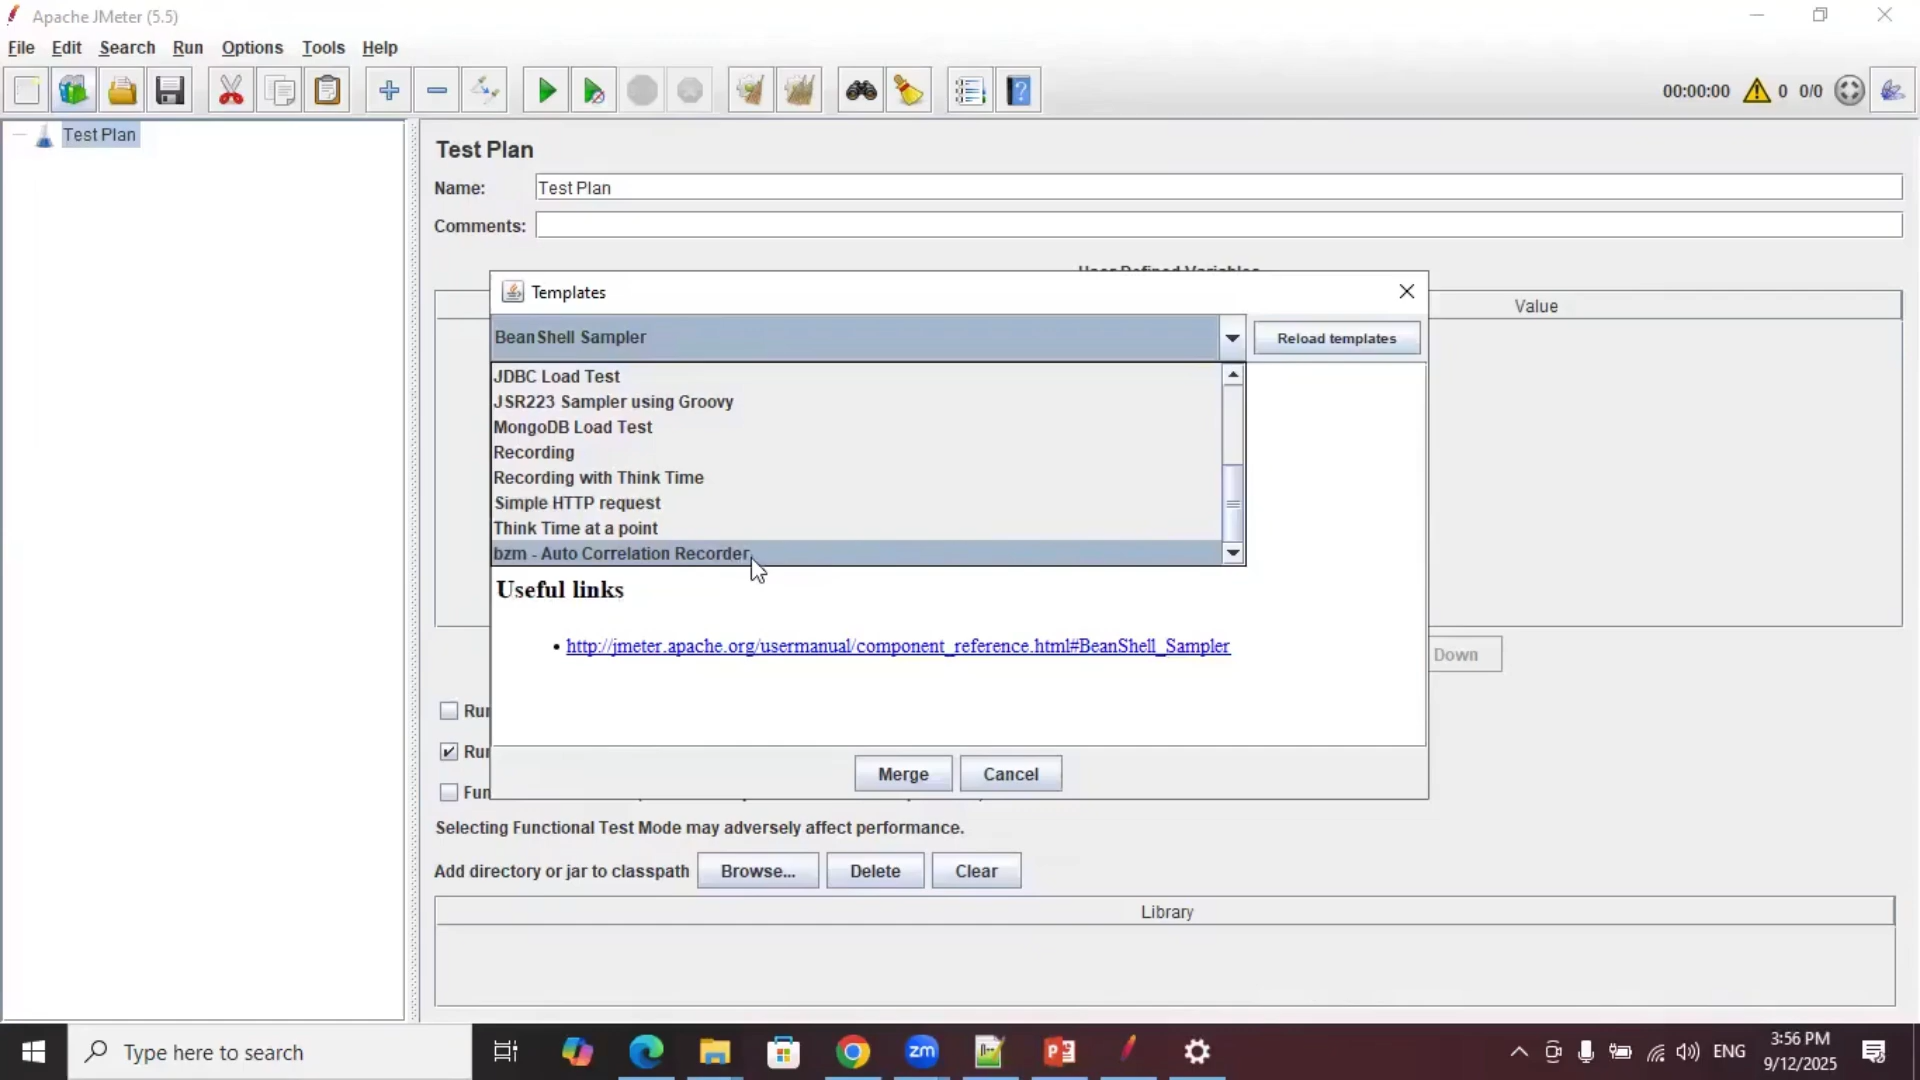 Apache JMeter (5.5)
File Edit Search Run Options Tools Help
00:00:00 0 0/0
Test Plan
Test Plan
Name: Test Plan
Comments:
Value
Templates
BeanShell Sampler
Reload templates
JDBC Load Test
JSR223 Sampler using Groovy
MongoDB Load Test
Recording
Recording with Think Time
Simple HTTP request
Think Time at a point
bzm - Auto Correlation Recorder
Useful links
• http://jmeter.apache.org/usermanual/component_reference.html#BeanShell_Sampler
Down
Merge Cancel
Selecting Functional Test Mode may adversely affect performance.
Add directory or jar to classpath Browse... Delete Clear
Library
Type here to search
zm
ENG
3:56 PM
9/12/2025